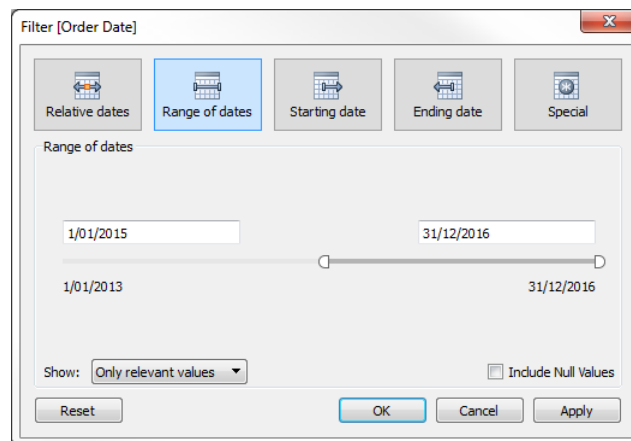 Filter [Order Date]
Relative dates
Range of dates
Starting date
Ending date
Special
Range of dates
1/01/2015
31/12/2016
1/01/2013
31/12/2016
Show: Only relevant values
Include Null Values
Reset
OK
Cancel
Apply